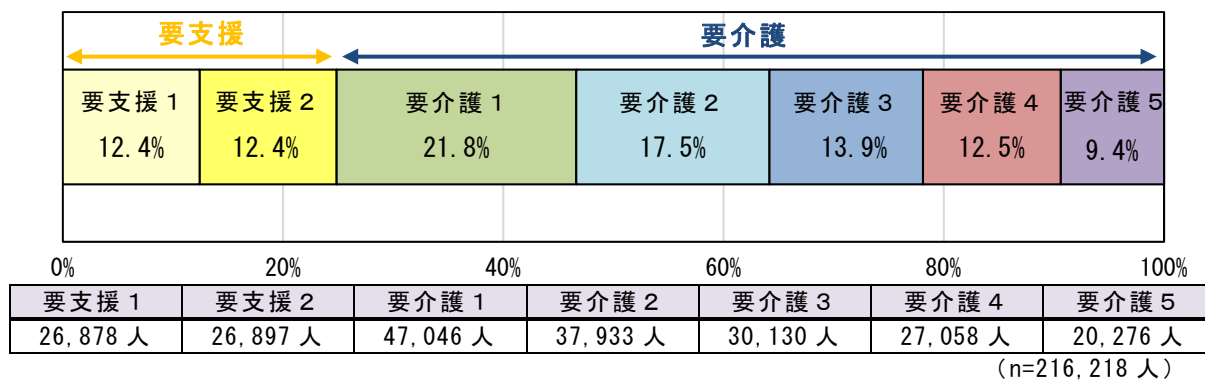 要支援 要介護
要支援１ 要支援２ 要介護１ 要介護２ 要介護３ 要介護４ 要介護５
12.4% 12.4% 21.8% 17.5% 13.9% 12.5% 9.4%
0% 20% 40% 60% 80% 100%
要支援１ 要支援２ 要介護１ 要介護２ 要介護３ 要介護４ 要介護５
26,878 人 26,897 人 47,046 人 37,933 人 30,130 人 27,058 人 20,276 人
（n=216,218 人）